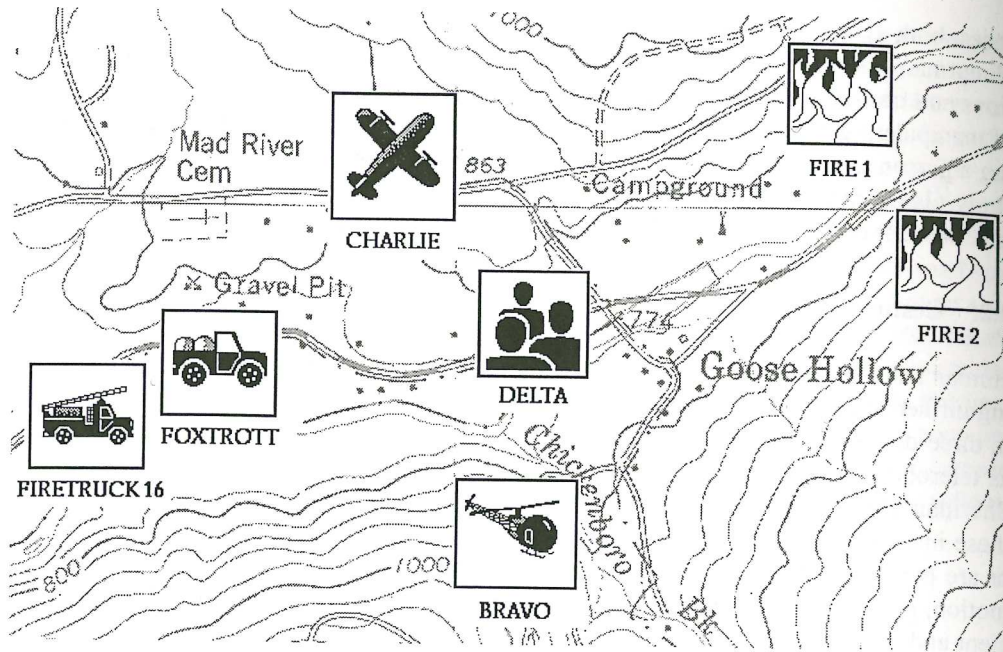 1000
FIRE 1
Mad River
Cem
863
Campground
CHARLIE
FIRE 2
Gravel Pit
774
DELTA
Goose Hollow
FOXTROTT
FIRETRUCK 16
Chickenboro
Bk
800
1000
BRAVO